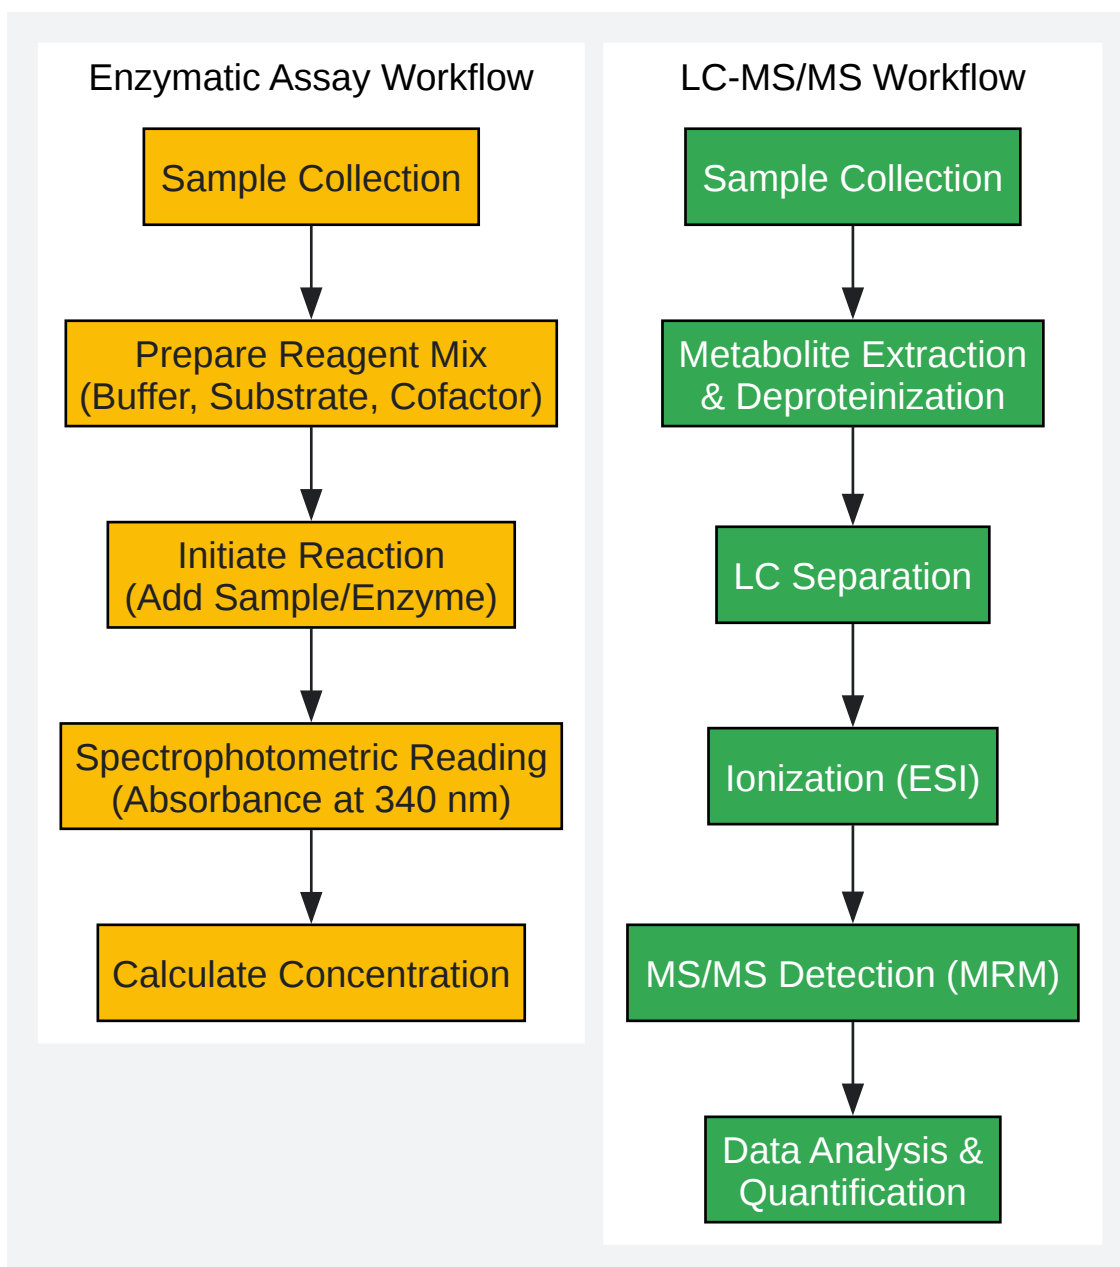 Enzymatic Assay Workflow
Sample Collection
Prepare Reagent Mix
(Buffer, Substrate, Cofactor)
Initiate Reaction
(Add Sample/Enzyme)
Spectrophotometric Reading
(Absorbance at 340 nm)
Calculate Concentration
LC-MS/MS Workflow
Sample Collection
Metabolite Extraction
& Deproteinization
LC Separation
Ionization (ESI)
MS/MS Detection (MRM)
Data Analysis &
Quantification